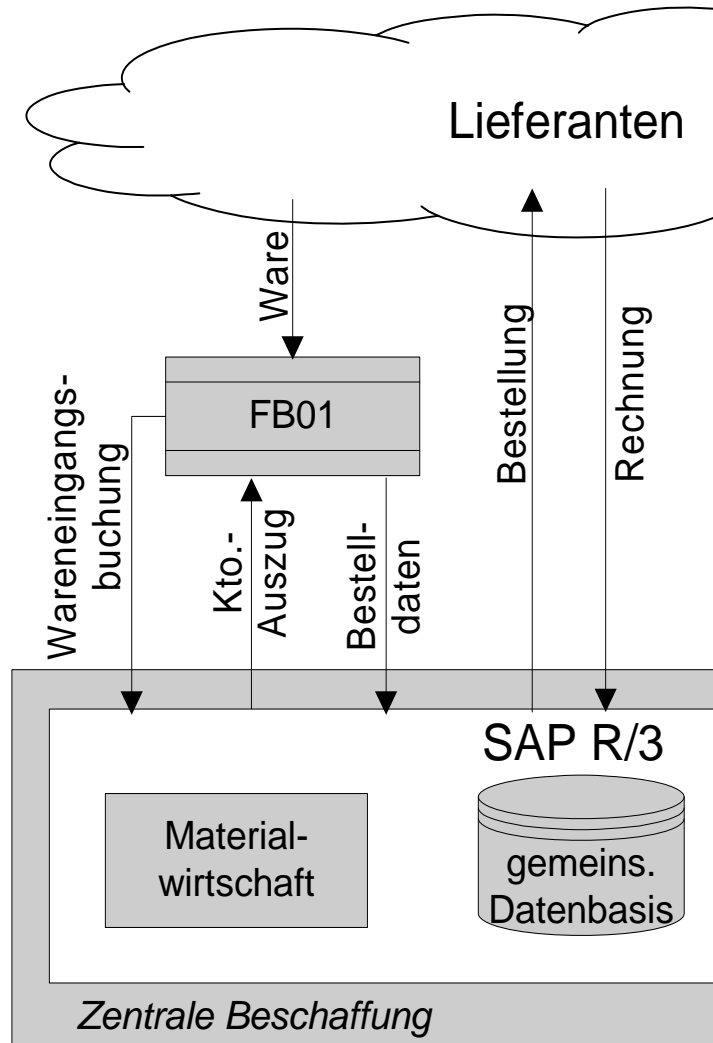 Lieferanten
Ware
FB01
Bestellung
Rechnung
Wareneingangs-
buchung
Kto.-
Auszug
Bestell-
daten
SAP R/3
Material-
wirtschaft
gemeins.
Datenbasis
Zentrale Beschaffung